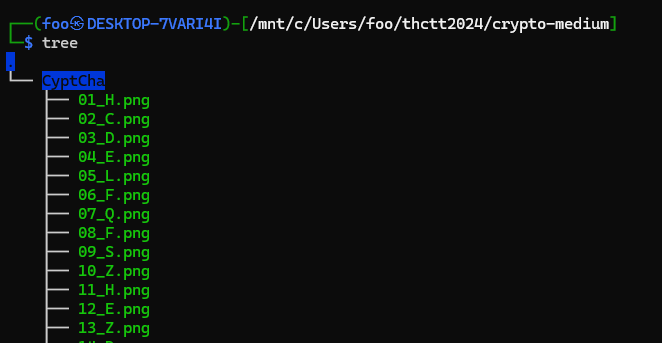 ┌──(foo㉿DESKTOP-7VARI4I)-[/mnt/c/Users/foo/thctt2024/crypto-medium]
└─$ tree
.
└── CyptCha
    ├── 01_H.png
    ├── 02_C.png
    ├── 03_D.png
    ├── 04_E.png
    ├── 05_L.png
    ├── 06_F.png
    ├── 07_Q.png
    ├── 08_F.png
    ├── 09_S.png
    ├── 10_Z.png
    ├── 11_H.png
    ├── 12_E.png
    ├── 13_Z.png